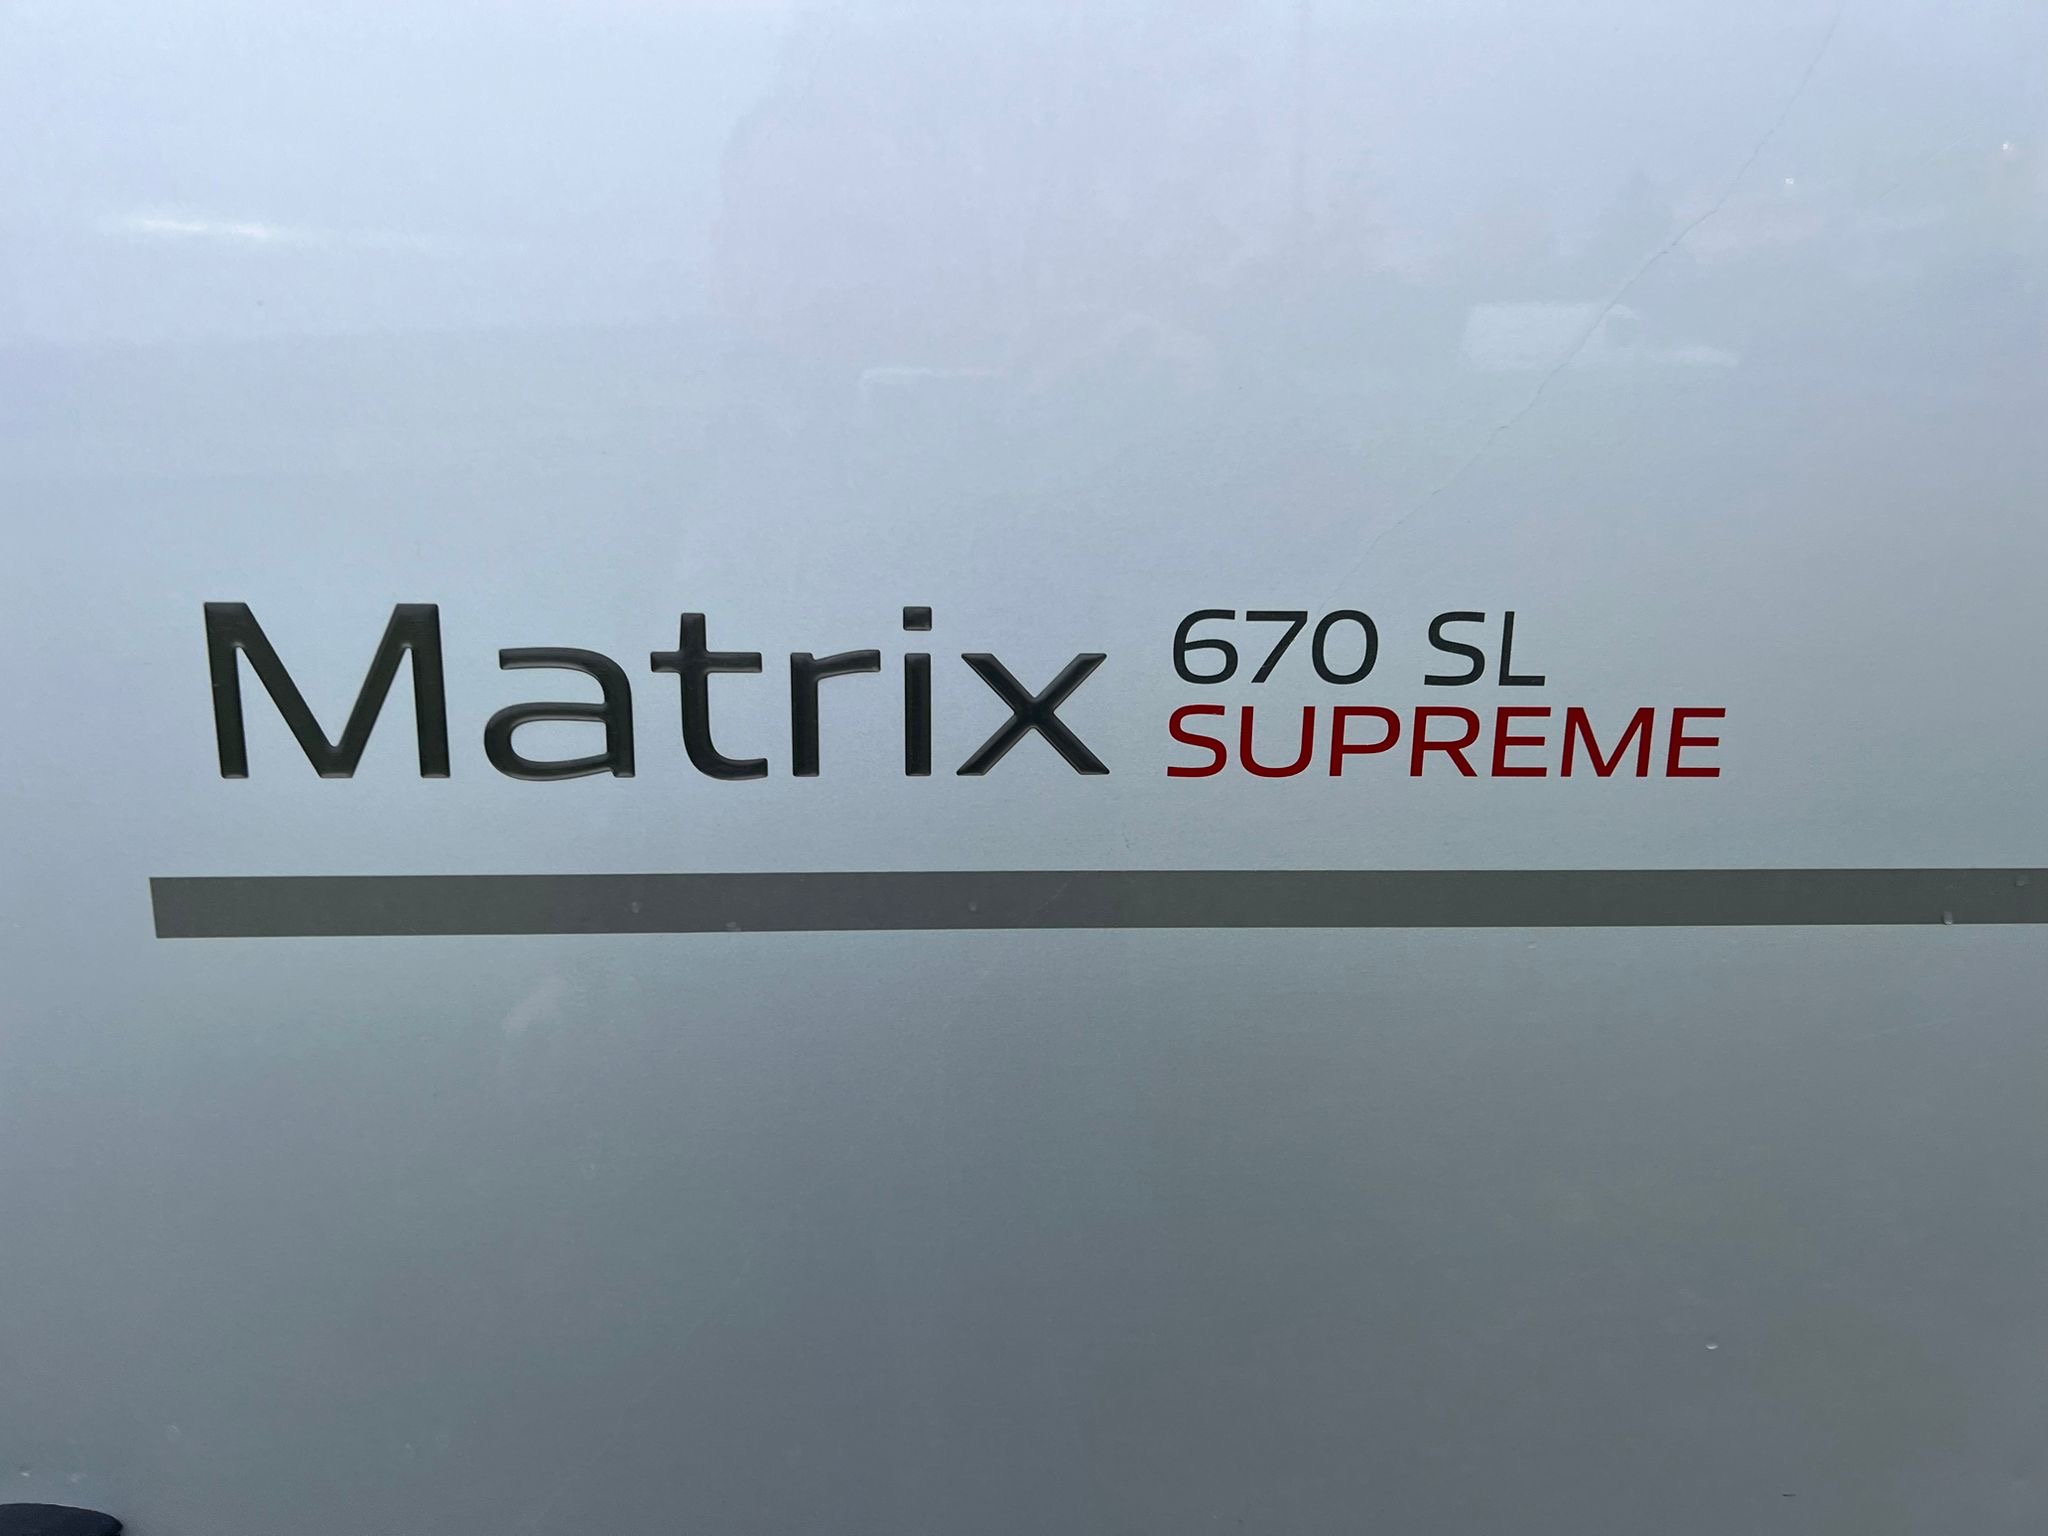 Matrix 670 SL
SUPREME